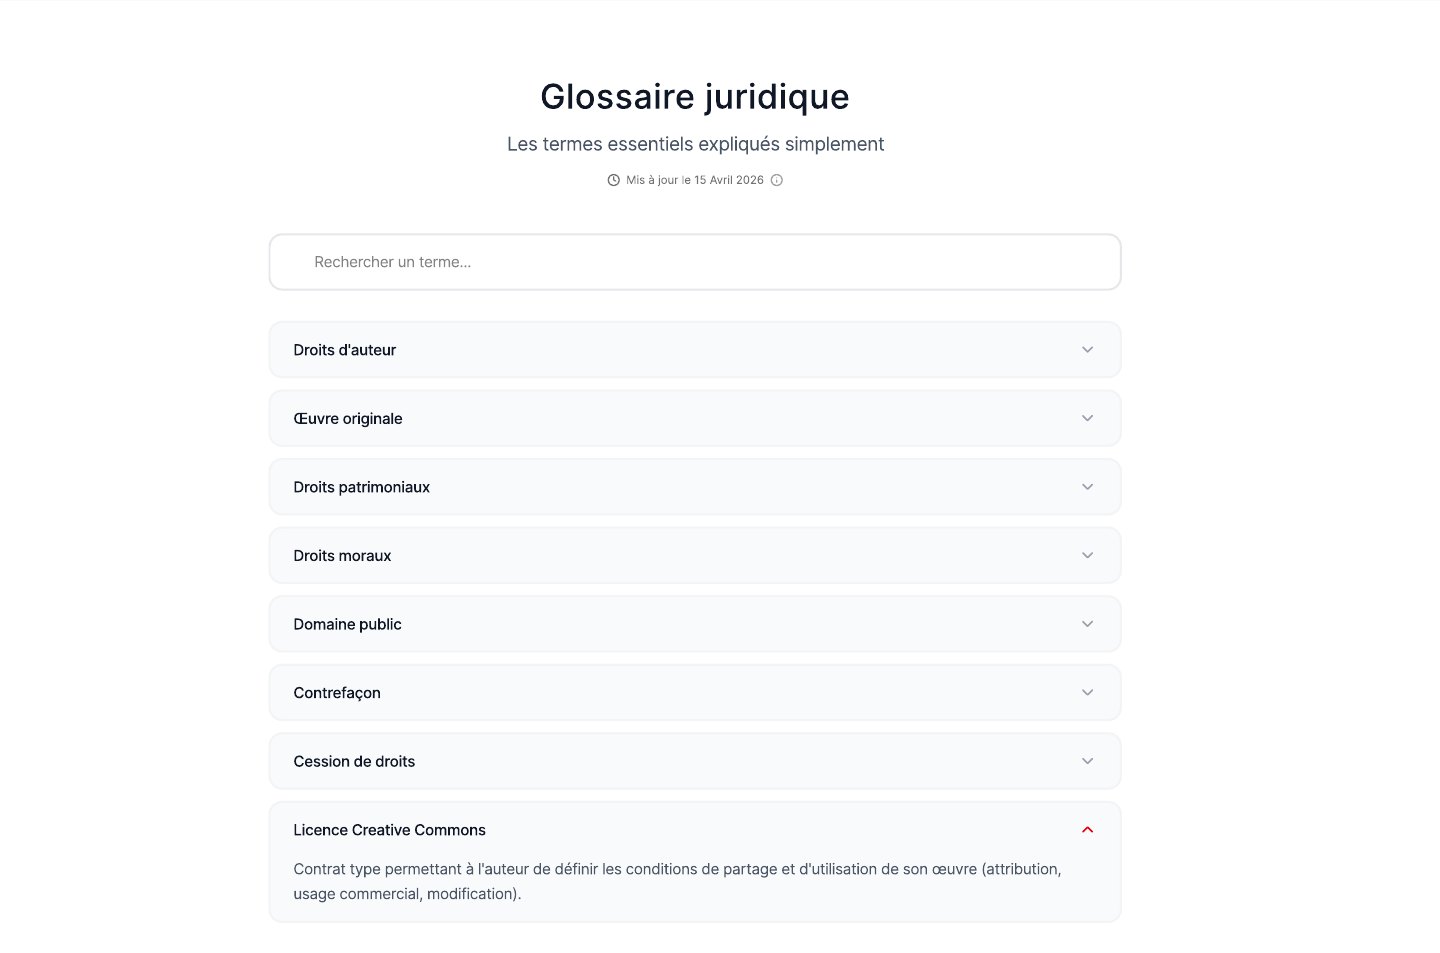 Glossaire juridique
Les termes essentiels expliqués simplement
Mis à jour le 15 Avril 2026
Rechercher un terme...
Droits d'auteur
Œuvre originale
Droits patrimoniaux
Droits moraux
Domaine public
Contrefaçon
Cession de droits
Licence Creative Commons
Contrat type permettant à l'auteur de définir les conditions de partage et d'utilisation de son œuvre (attribution,
usage commercial, modification).